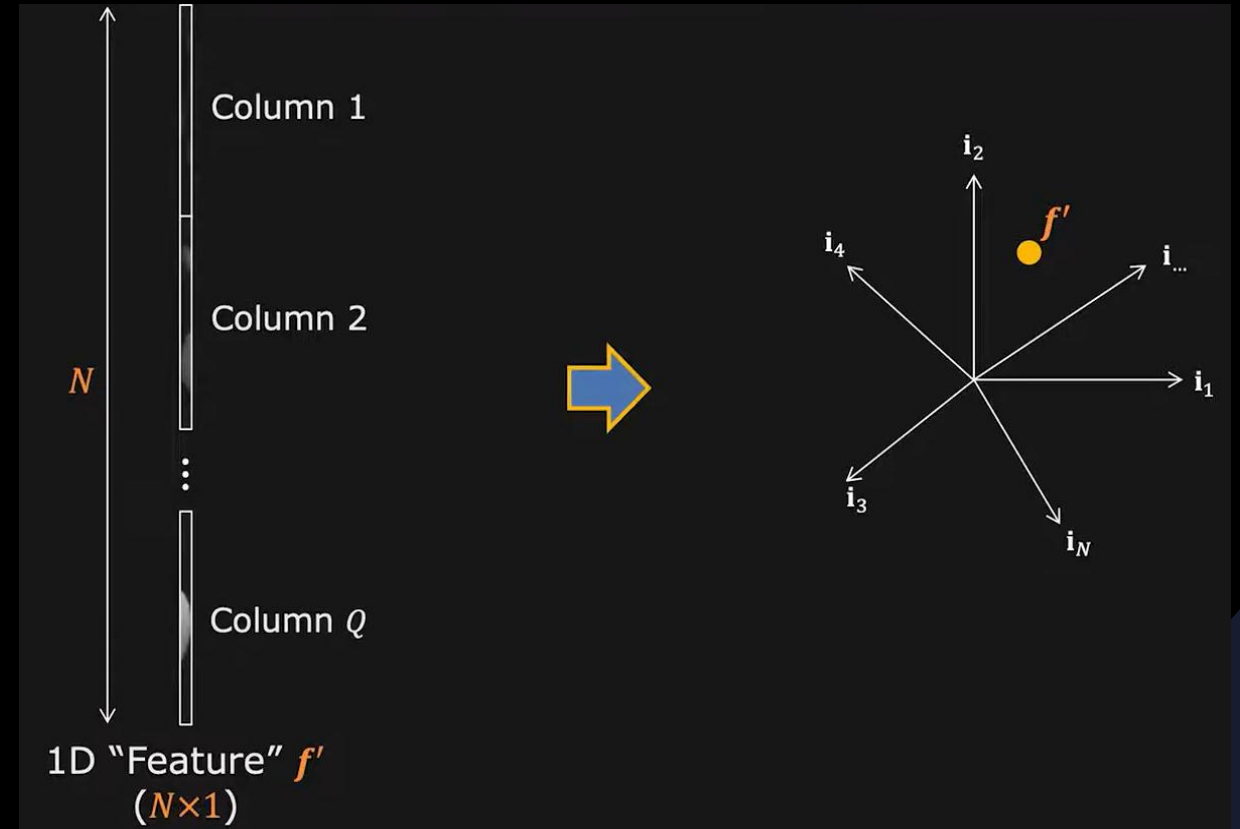 Column 1
Column 2
N
⋮
Column Q
1D “Feature” f′
(N×1)
i₂
f′
i₄
i...
i₁
i₃
i_N